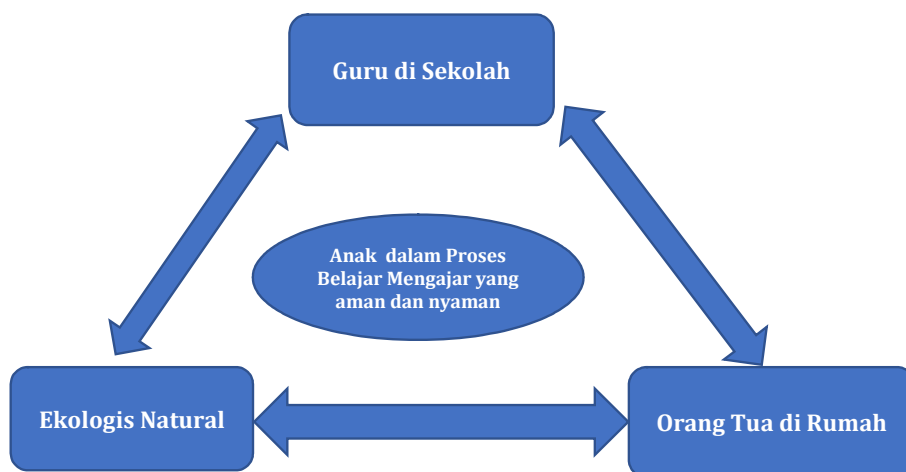 Guru di Sekolah
Anak dalam Proses
Belajar Mengajar yang
aman dan nyaman
Ekologis Natural
Orang Tua di Rumah